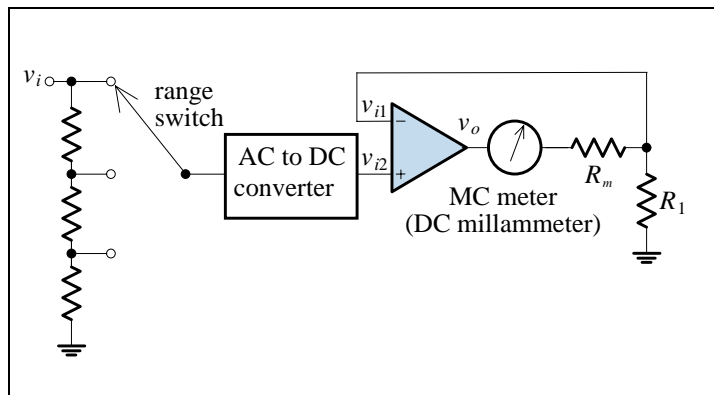 v_i
range
switch
AC to DC
converter
v_i1
−
v_i2
+
v_o
MC meter
(DC millammeter)
R_m
R_1